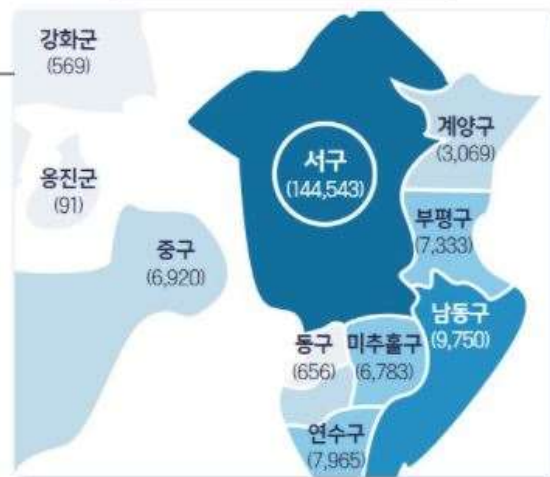 강화군
(569)
옹진군
(91)
중구
(6,920)
서구
(144,543)
계양구
(3,069)
부평구
(7,333)
남동구
(9,750)
동구
(656)
미추홀구
(6,783)
연수구
(7,965)